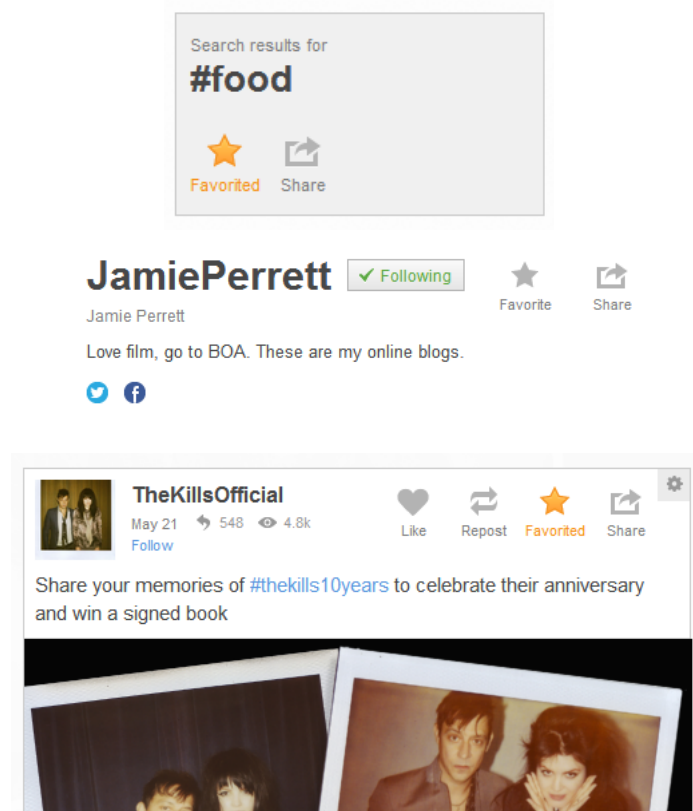 Search results for
#food
Favorited Share
JamiePerrett Following
Favorite Share
Jamie Perrett
Love film, go to BOA. These are my online blogs.
TheKillsOfficial
May 21 548 4.8k
Follow
Like Repost Favorited Share
Share your memories of #thekills10years to celebrate their anniversary
and win a signed book